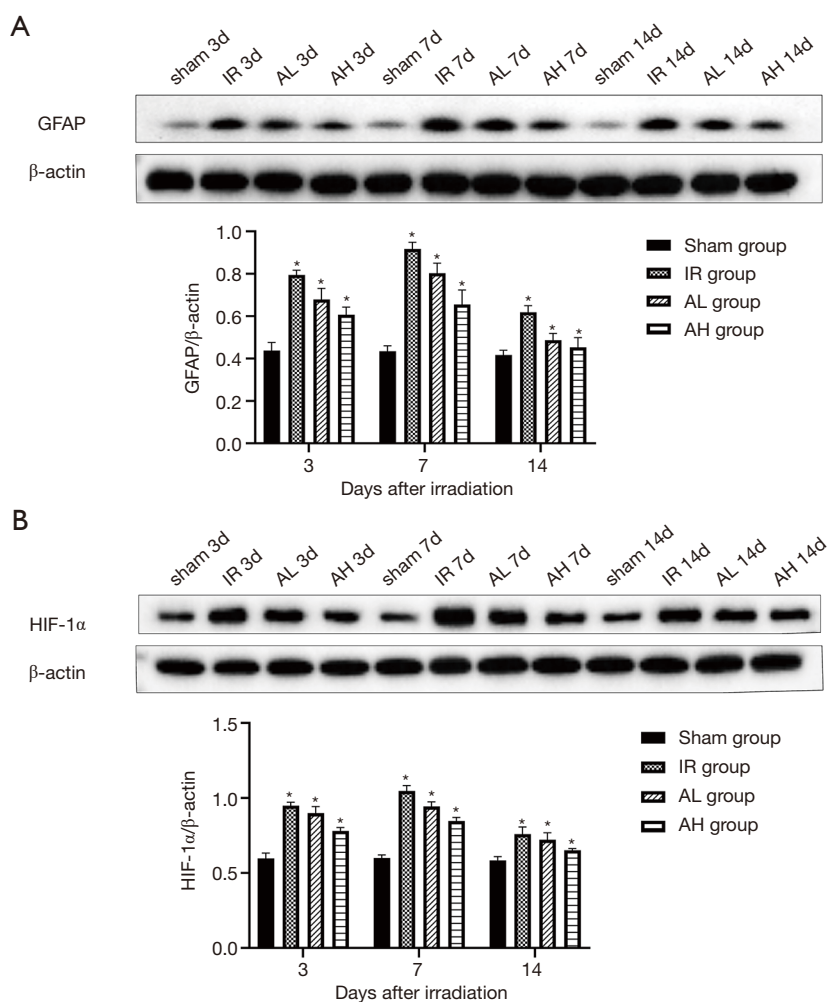 A
sham 3d IR 3d AL 3d AH 3d sham 7d IR 7d AL 7d AH 7d sham 14d IR 14d AL 14d AH 14d
GFAP
β-actin
1.0
0.8
0.6
0.4
0.2
0.0
GFAP/β-actin
* * * * * * * * *
3 7 14
Days after irradiation
Sham group
IR group
AL group
AH group
B
sham 3d IR 3d AL 3d AH 3d sham 7d IR 7d AL 7d AH 7d sham 14d IR 14d AL 14d AH 14d
HIF-1α
β-actin
1.5
1.0
0.5
0.0
HIF-1α/β-actin
* * * * * * * * *
3 7 14
Days after irradiation
Sham group
IR group
AL group
AH group